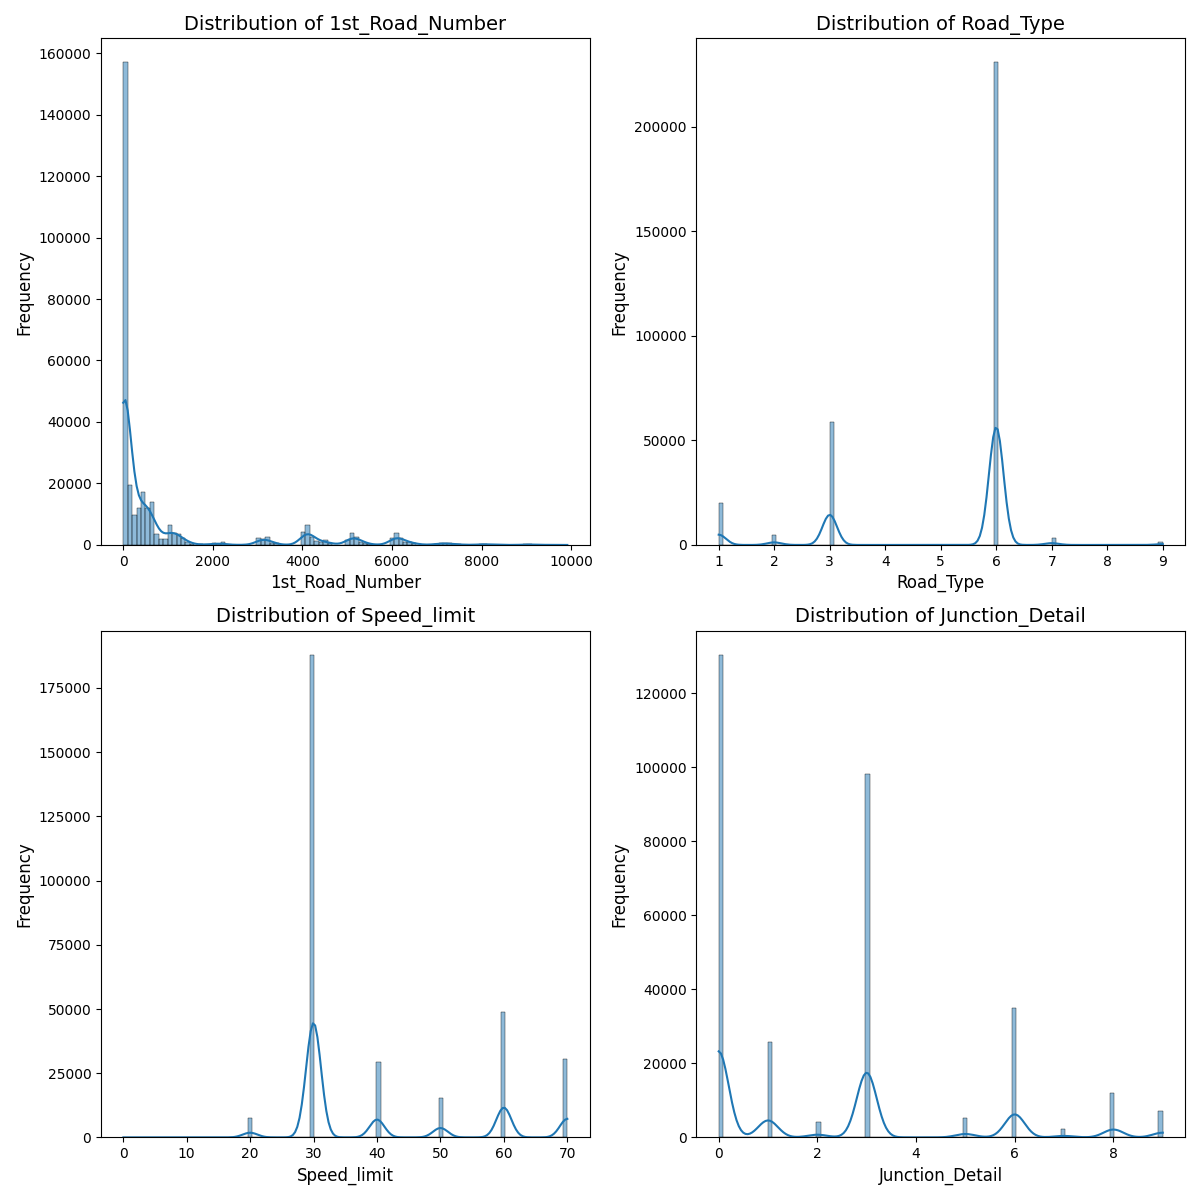 Distribution of 1st_Road_Number
Frequency
160000
140000
120000
100000
80000
60000
40000
20000
0
0 2000 4000 6000 8000 10000
1st_Road_Number
Distribution of Road_Type
Frequency
200000
150000
100000
50000
0
1 2 3 4 5 6 7 8 9
Road_Type
Distribution of Speed_limit
Frequency
175000
150000
125000
100000
75000
50000
25000
0
0 10 20 30 40 50 60 70
Speed_limit
Distribution of Junction_Detail
Frequency
120000
100000
80000
60000
40000
20000
0
0 2 4 6 8
Junction_Detail